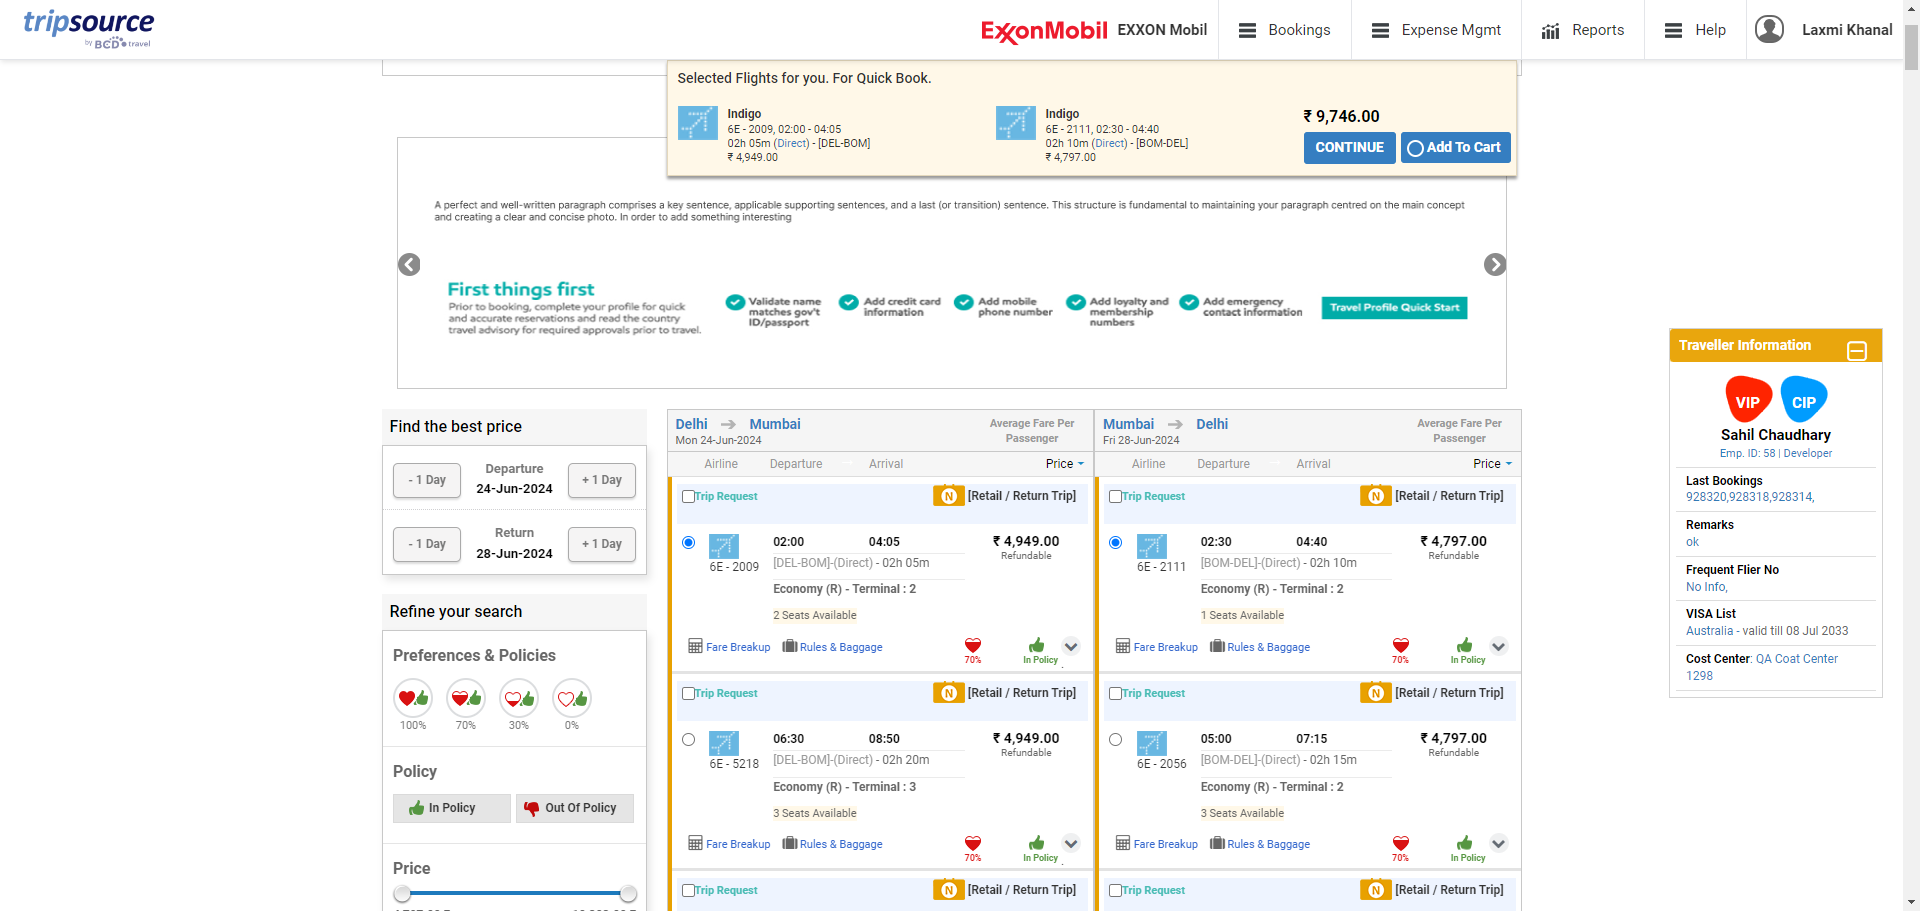 tripsource
by BCD travel
ExxonMobil
EXXON Mobil
Bookings
Expense Mgmt
Reports
Help
Laxmi Khanal
Selected Flights for you. For Quick Book.
Indigo
6E - 2009, 02:00 - 04:05
02h 05m (Direct) - [DEL-BOM]
₹ 4,949.00
Indigo
6E - 2111, 02:30 - 04:40
02h 10m (Direct) - [BOM-DEL]
₹ 4,797.00
₹ 9,746.00
CONTINUE
Add To Cart
A perfect and well-written paragraph comprises a key sentence, applicable supporting sentences, and a last (or transition) sentence. This structure is fundamental to maintaining your paragraph centred on the main concept
and creating a clear and concise photo. In order to add something interesting
First things first
Prior to booking, complete your profile for quick
and accurate reservations and read the country
travel advisory for required approvals prior to travel.
Validate name
matches gov't
ID/passport
Add credit card
information
Add mobile
phone number
Add loyalty and
membership
numbers
Add emergency
contact information
Travel Profile Quick Start
Traveller Information
VIP
CIP
Sahil Chaudhary
Emp. ID: 58 | Developer
Last Bookings
928320,928318,928314,
Remarks
ok
Frequent Flier No
No Info,
VISA List
Australia - valid till 08 Jul 2033
Cost Center: QA Coat Center
1298
Find the best price
- 1 Day
Departure
24-Jun-2024
+ 1 Day
- 1 Day
Return
28-Jun-2024
+ 1 Day
Refine your search
Preferences & Policies
100%
70%
30%
0%
Policy
In Policy
Out Of Policy
Price
Delhi
Mumbai
Mon 24-Jun-2024
Average Fare Per
Passenger
Airline
Departure
Arrival
Price
Trip Request
N
[Retail / Return Trip]
6E - 2009
02:00
04:05
₹ 4,949.00
Refundable
[DEL-BOM]-(Direct) - 02h 05m
Economy (R) - Terminal : 2
2 Seats Available
Fare Breakup
Rules & Baggage
70%
In Policy
Trip Request
N
[Retail / Return Trip]
6E - 5218
06:30
08:50
₹ 4,949.00
Refundable
[DEL-BOM]-(Direct) - 02h 20m
Economy (R) - Terminal : 3
3 Seats Available
Fare Breakup
Rules & Baggage
70%
In Policy
Trip Request
N
[Retail / Return Trip]
Mumbai
Delhi
Fri 28-Jun-2024
Average Fare Per
Passenger
Airline
Departure
Arrival
Price
Trip Request
N
[Retail / Return Trip]
6E - 2111
02:30
04:40
₹ 4,797.00
Refundable
[BOM-DEL]-(Direct) - 02h 10m
Economy (R) - Terminal : 2
1 Seats Available
Fare Breakup
Rules & Baggage
70%
In Policy
Trip Request
N
[Retail / Return Trip]
6E - 2056
05:00
07:15
₹ 4,797.00
Refundable
[BOM-DEL]-(Direct) - 02h 15m
Economy (R) - Terminal : 2
3 Seats Available
Fare Breakup
Rules & Baggage
70%
In Policy
Trip Request
N
[Retail / Return Trip]